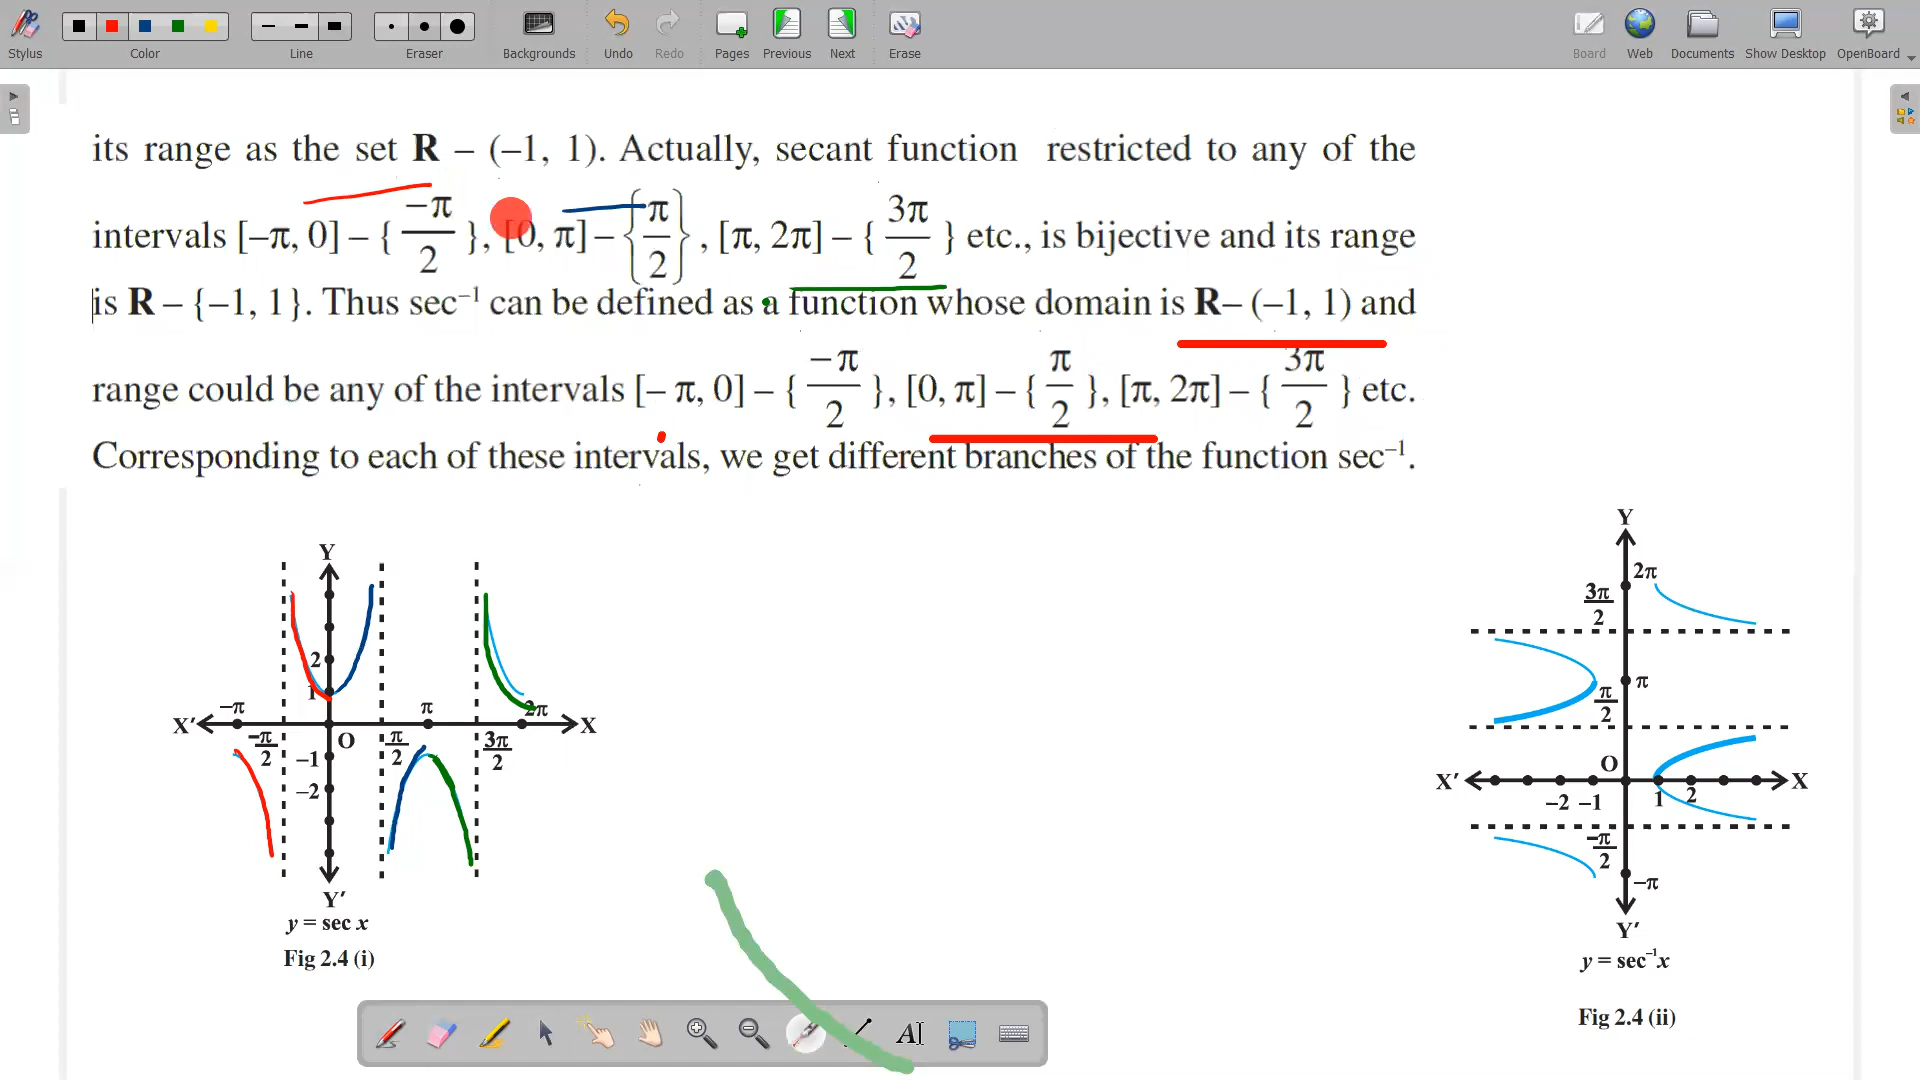 Stylus Color Line Eraser Backgrounds Undo Redo Pages Previous Next Erase Board Web Documents Show Desktop OpenBoard
its range as the set R – (–1, 1). Actually, secant function restricted to any of the
intervals [–π, 0] – { –π/2 }, [0, π] – {π/2}, [π, 2π] – { 3π/2 } etc., is bijective and its range
is R – {–1, 1}. Thus sec⁻¹ can be defined as a function whose domain is R– (–1, 1) and
range could be any of the intervals [– π, 0] – { –π/2 }, [0, π] – { π/2 }, [π, 2π] – { 3π/2 } etc.
Corresponding to each of these intervals, we get different branches of the function sec⁻¹.
Y
2
1
–π π 2π
X′ X
–π/2 O π/2 3π/2
–1
–2
Y′
y = sec x
Fig 2.4 (i)
Y
2π
3π/2
π
π/2
O
X′ X
–2 –1 1 2
–π/2
–π
Y′
y = sec⁻¹x
Fig 2.4 (ii)